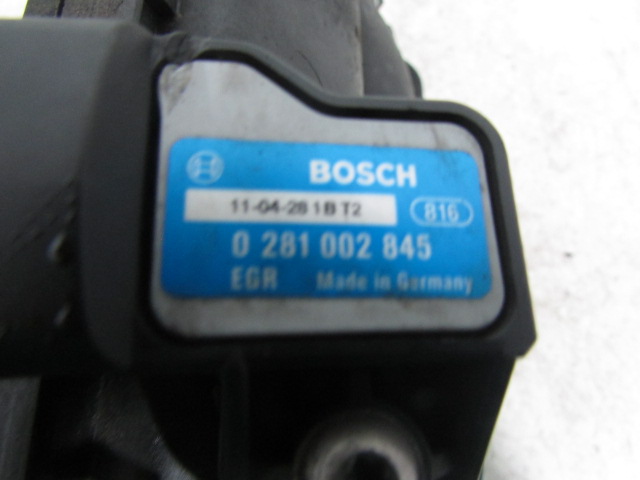 BOSCH
11-04-28 1B T2
816
0 281 002 845
EGR Made in Germany